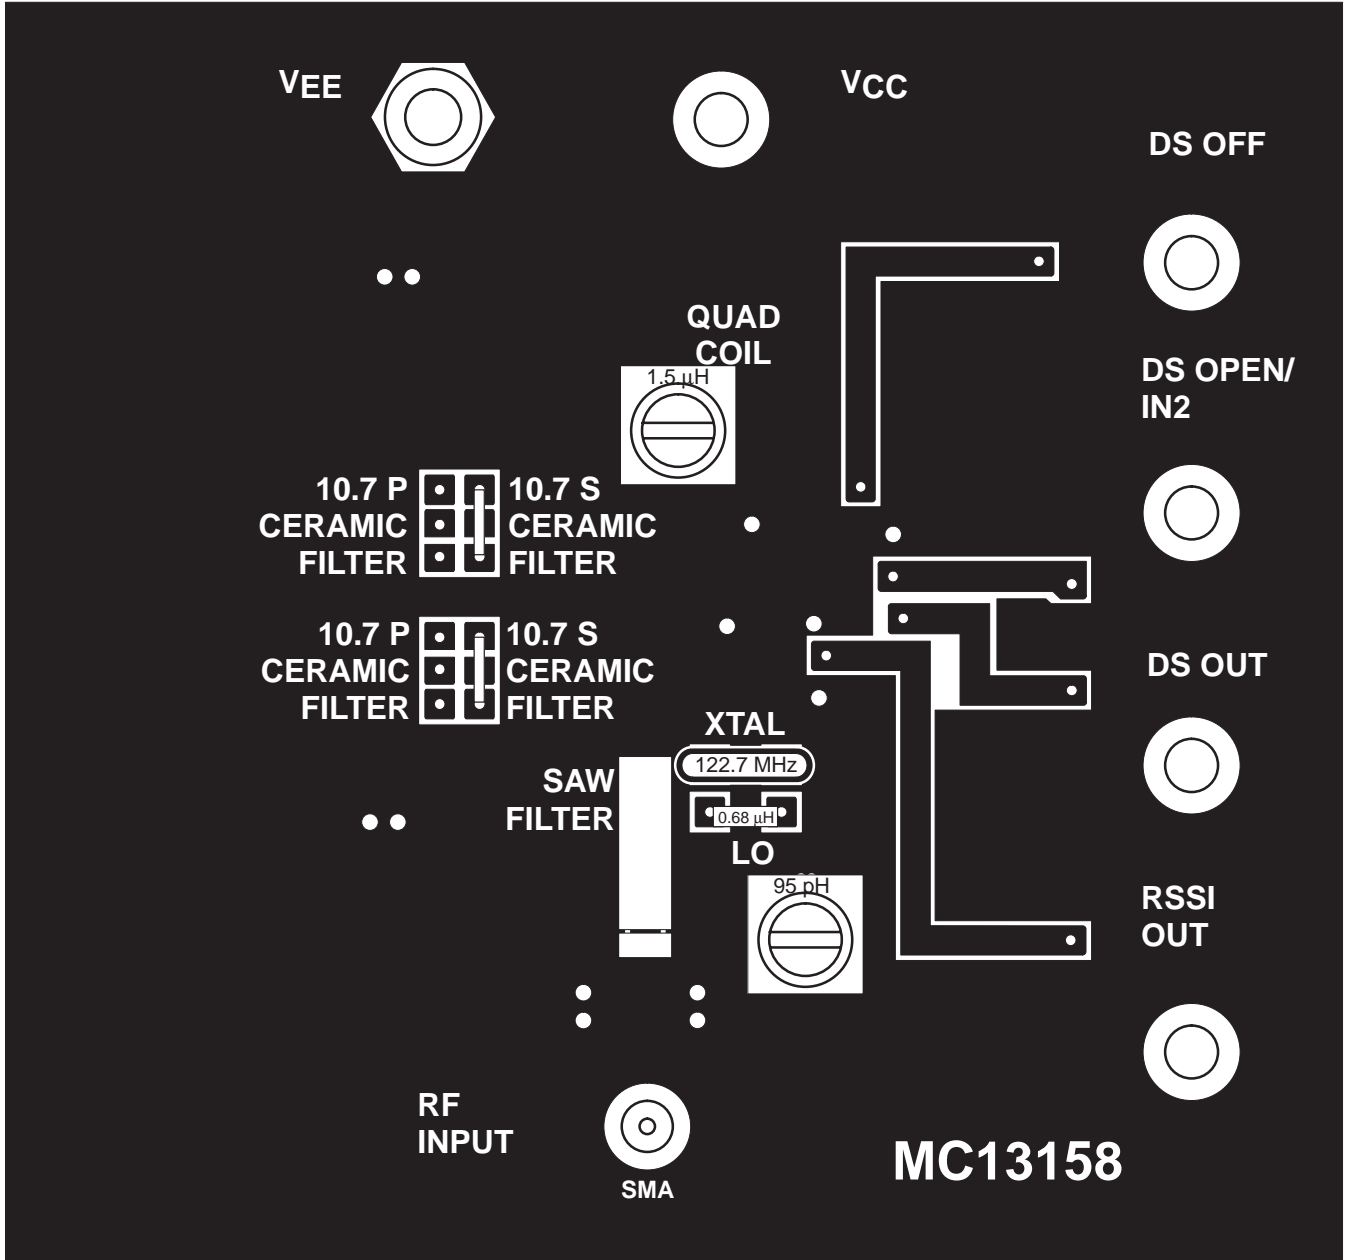 VEE
VCC
DS OFF
QUAD
COIL
1.5 µH
DS OPEN/
IN2
10.7 P
CERAMIC
FILTER
10.7 S
CERAMIC
FILTER
10.7 P
CERAMIC
FILTER
10.7 S
CERAMIC
FILTER
DS OUT
XTAL
122.7 MHz
SAW
FILTER
0.68 µH
LO
95 pH
RSSI
OUT
RF
INPUT
SMA
MC13158